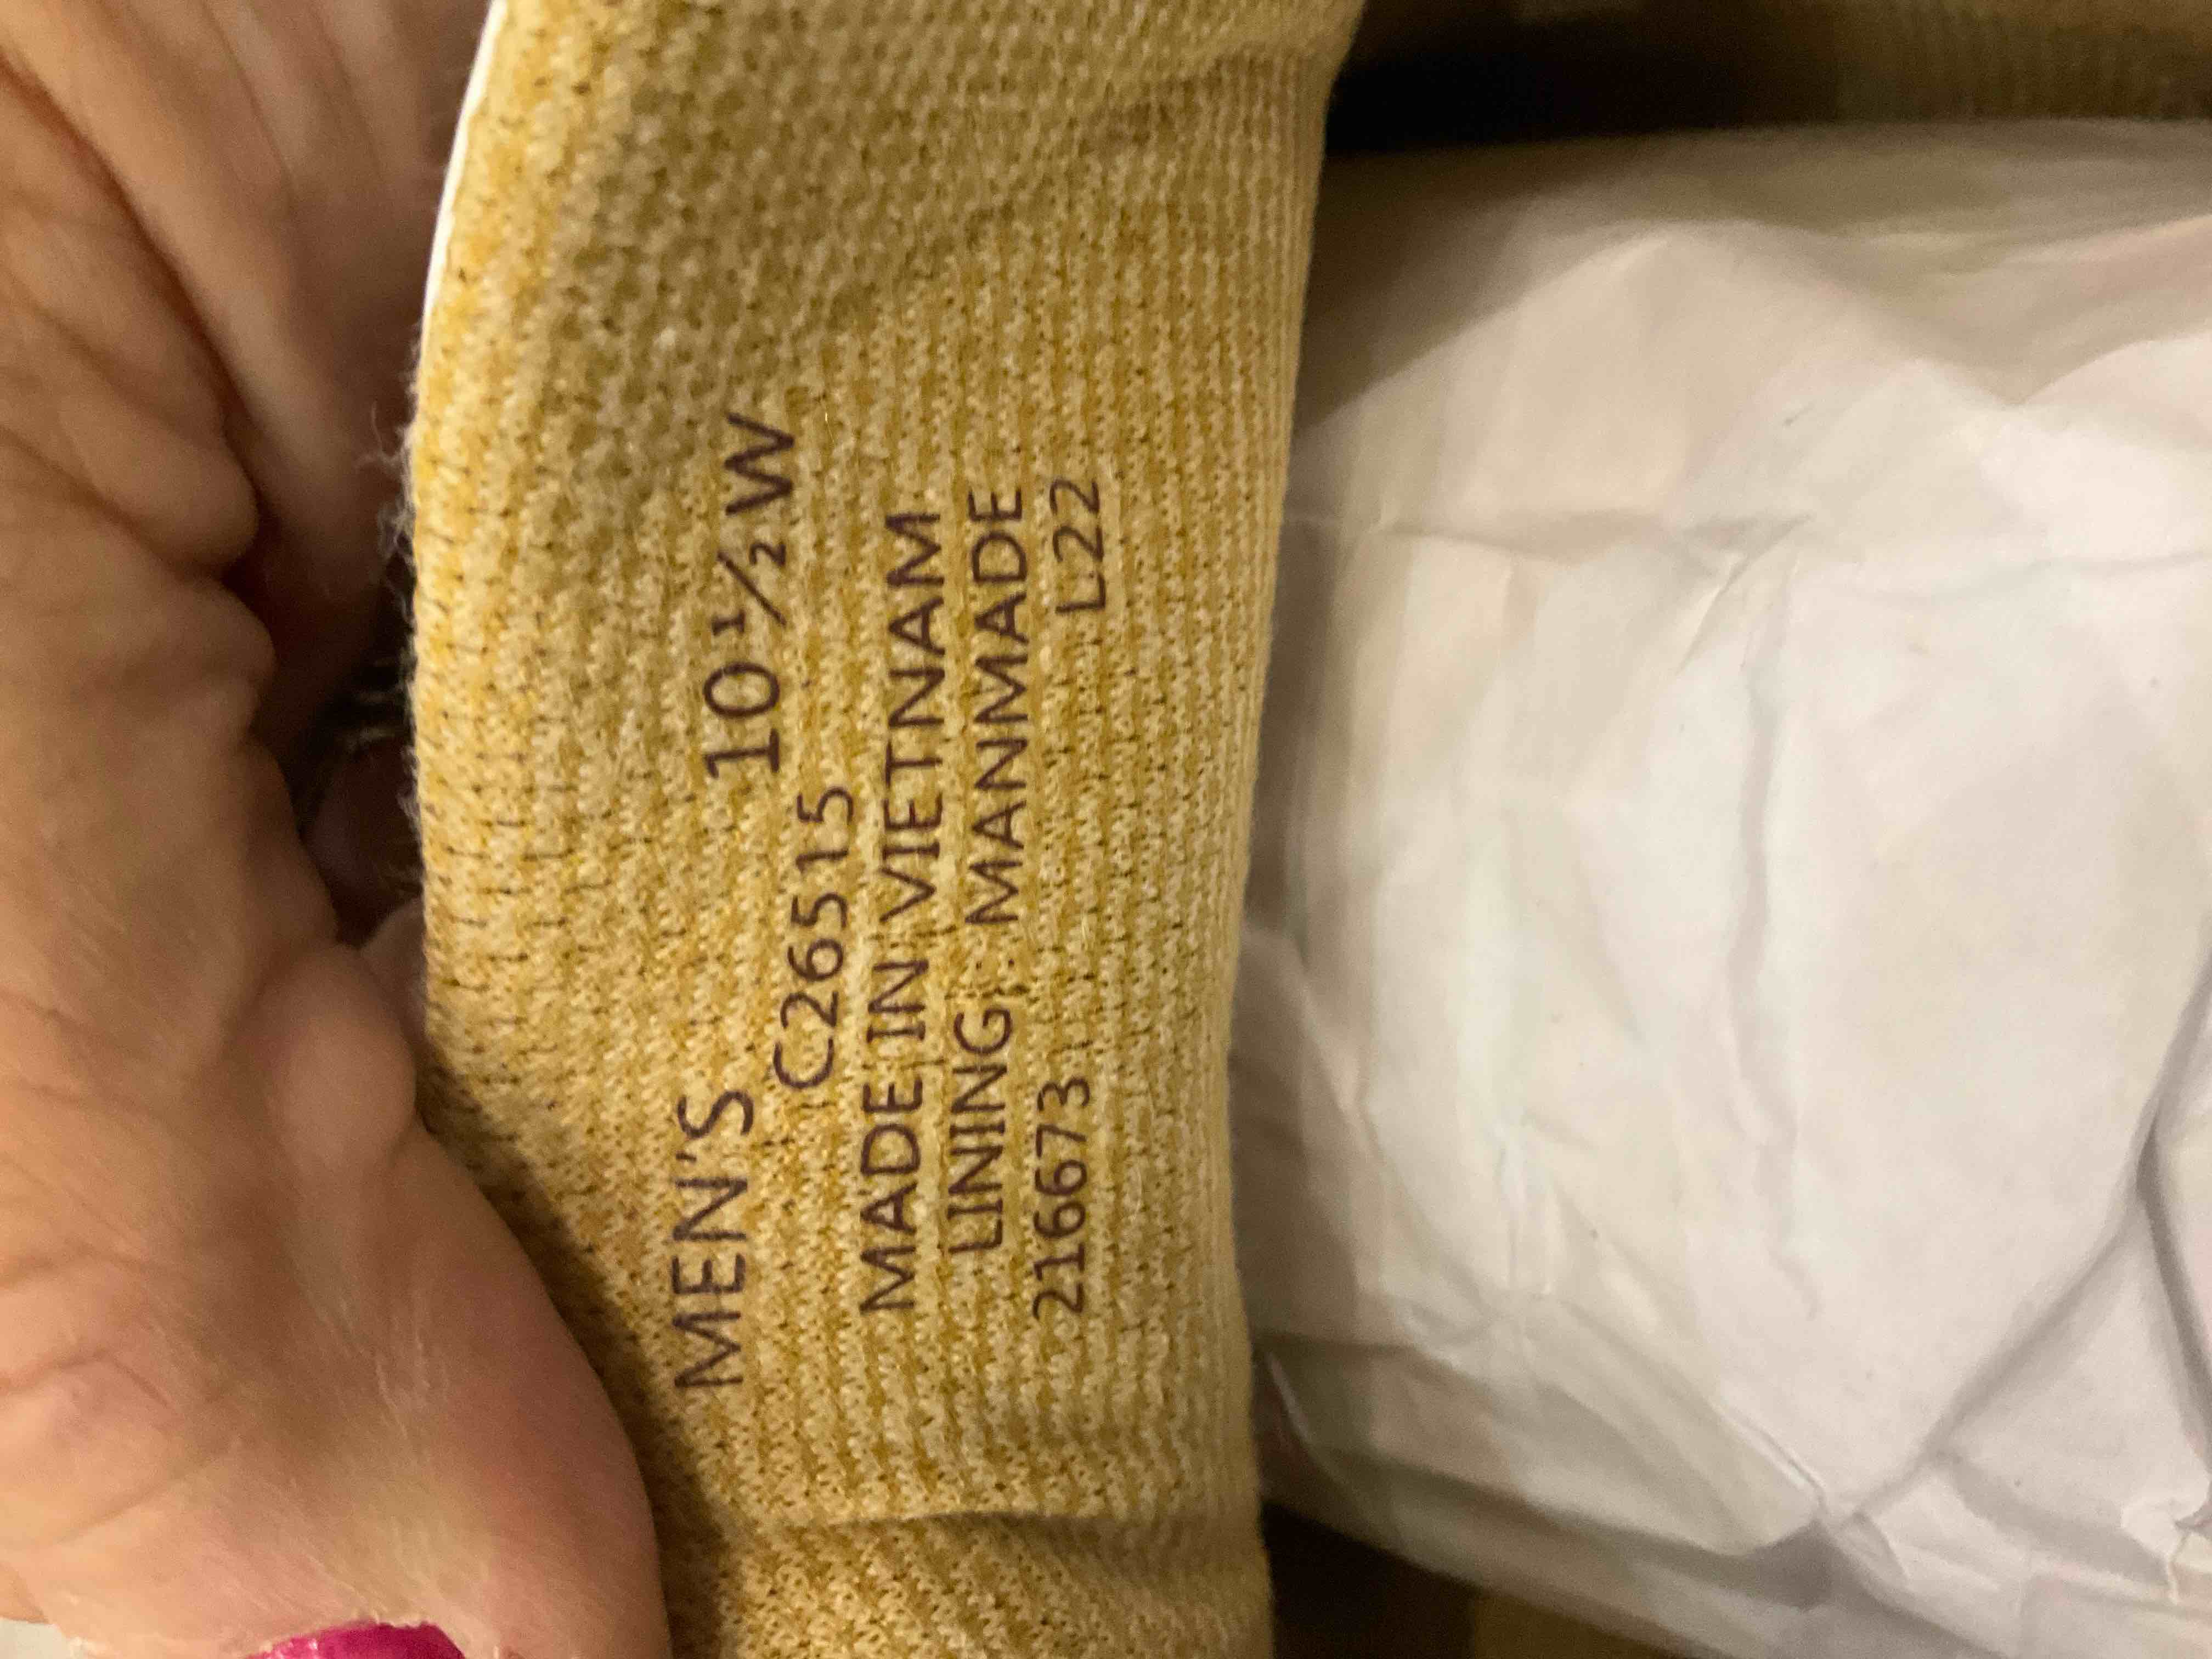 MEN'S 10½W
C26515
MADE IN VIETNAM
LINING: MANMADE
216673 L22